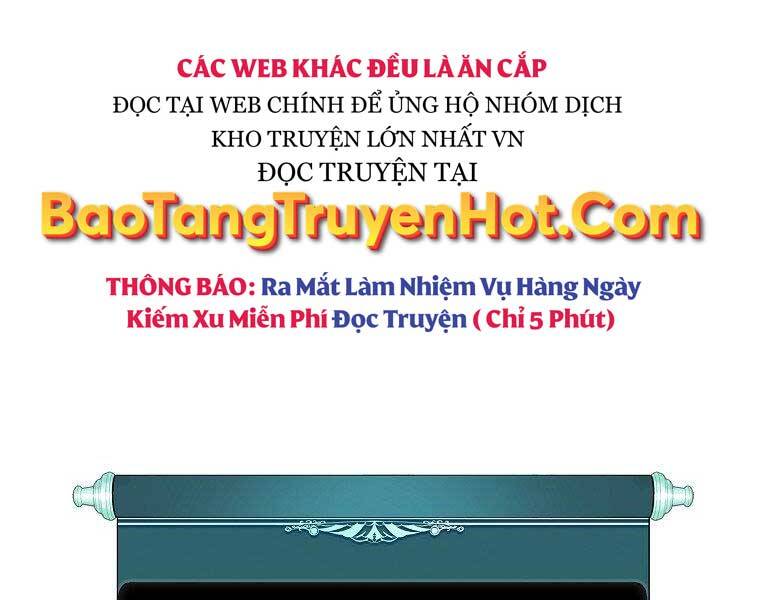 CÁC WEB KHÁC ĐỀU LÀ ĂN CẮP
ĐỌC TẠI WEB CHÍNH ĐỂ ỦNG HỘ NHÓM DỊCH
KHO TRUYỆN LỚN NHẤT VN
ĐỌC TRUYỆN TẠI
BaoTangTruyenHot.Com
THÔNG BÁO: Ra Mắt Làm Nhiệm Vụ Hàng Ngày
Kiếm Xu Miễn Phí Đọc Truyện ( Chỉ 5 Phút)